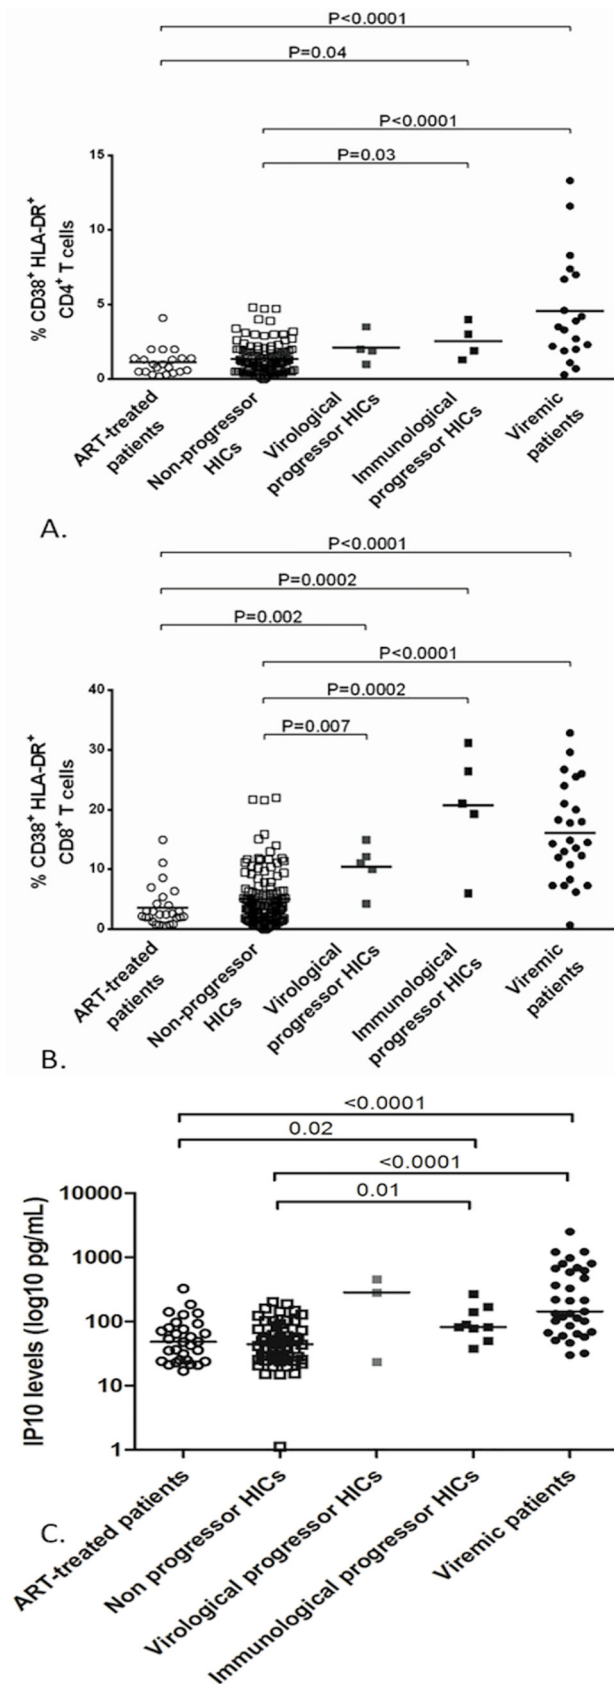 P<0.0001
P=0.04
P<0.0001
P=0.03
% CD38+ HLA-DR+
CD4+ T cells
15
10
5
0
ART-treated
patients
Non-progressor
HICs
Virological
progressor HICs
Immunological
progressor HICs
Viremic
patients
A.
P<0.0001
P=0.0002
P=0.002
P<0.0001
P=0.0002
P=0.007
% CD38+ HLA-DR+
CD8+ T cells
40
30
20
10
0
ART-treated
patients
Non-progressor
HICs
Virological
progressor HICs
Immunological
progressor HICs
Viremic
patients
B.
<0.0001
0.02
<0.0001
0.01
IP10 levels (log10 pg/mL)
10000
1000
100
10
1
ART-treated patients
Non progressor HICs
Virological progressor HICs
Immunological progressor HICs
Viremic patients
C.